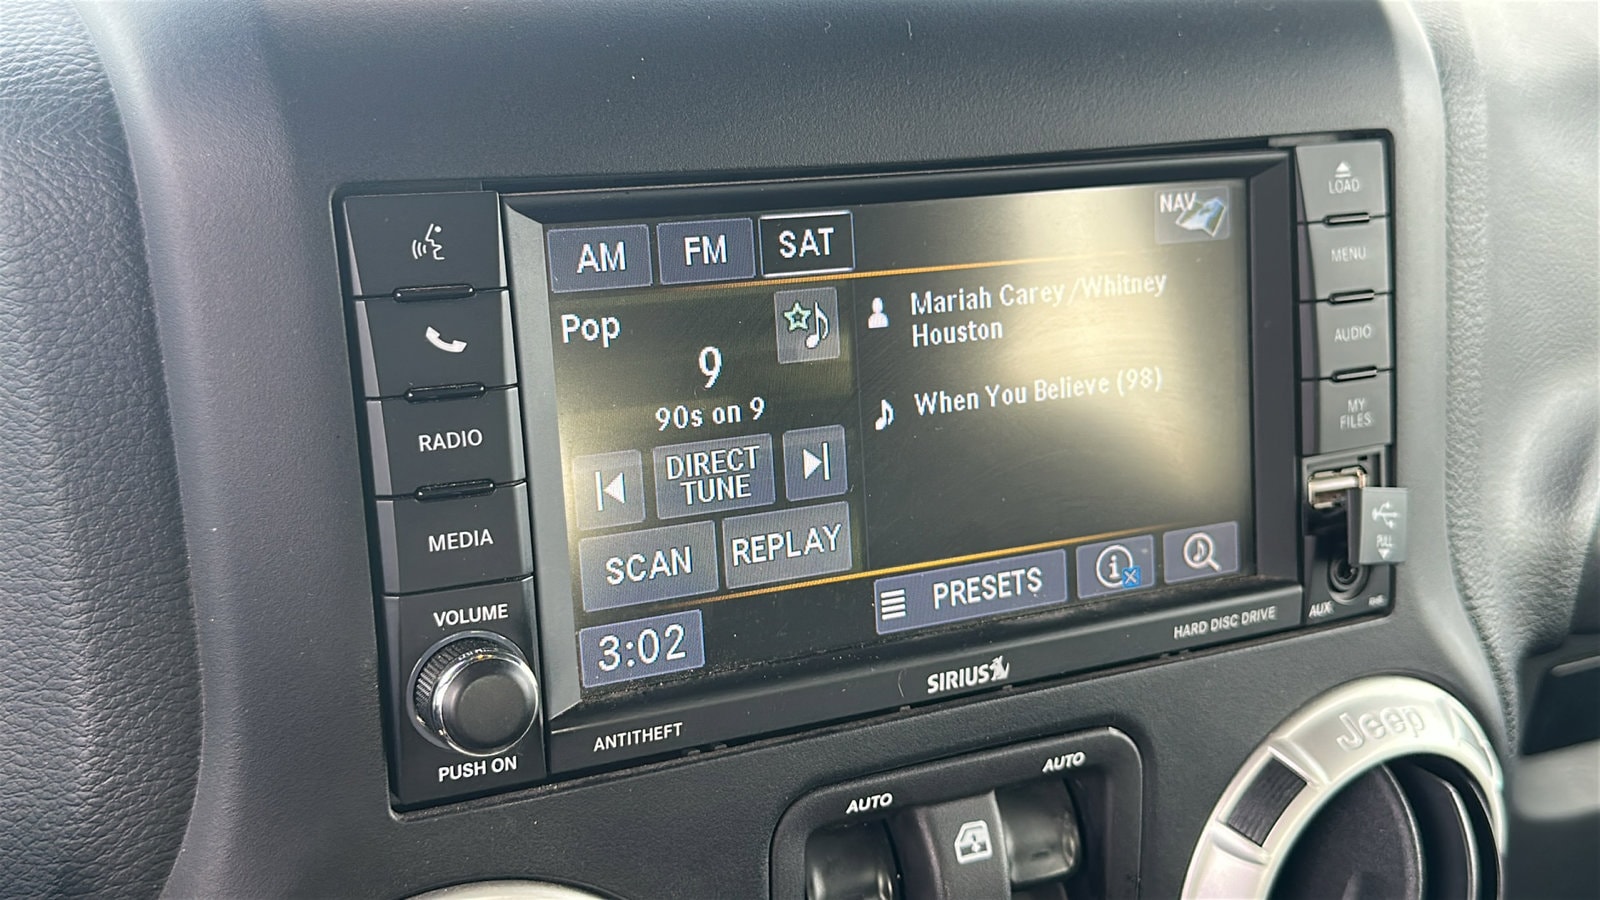 RADIO
MEDIA
VOLUME
PUSH ON
AM FM SAT
NAV
Pop
9
90s on 9
DIRECT
TUNE
SCAN
REPLAY
Mariah Carey/Whitney
Houston
When You Believe (98)
PRESETS
3:02
LOAD
MENU
AUDIO
MY
FILES
PULL
AUX
ANTITHEFT
SIRIUS
HARD DISC DRIVE
AUTO
AUTO
Jeep